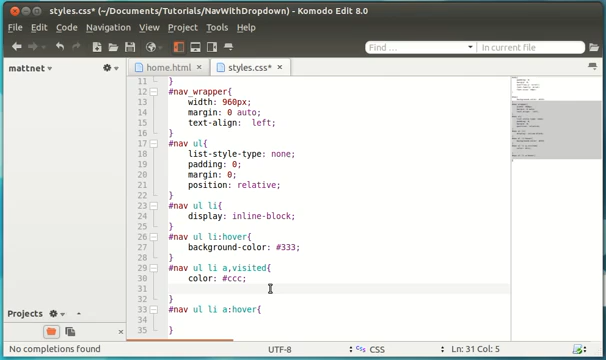 styles.css* (~/Documents/Tutorials/NavWithDropdown) - Komodo Edit 8.0
File Edit Code Navigation View Project Tools Help
Find ... in current file
mattnet
home.html × styles.css* ×
11 }
12 #nav_wrapper{
13 width: 960px;
14 margin: 0 auto;
15 text-align: left;
16 }
17 #nav ul{
18 list-style-type: none;
19 padding: 0;
20 margin: 0;
21 position: relative;
22 }
23 #nav ul li{
24 display: inline-block;
25 }
26 #nav ul li:hover{
27 background-color: #333;
28 }
29 #nav ul li a,visited{
30 color: #ccc;
31
32 }
33 #nav ul li a:hover{
34
35 }
Projects
No completions found UTF-8 CSS Ln: 31 Col: 5